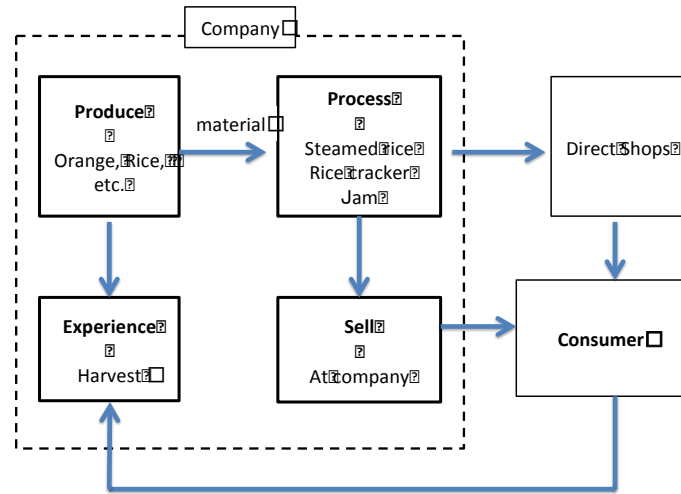 Company
Produce
Orange, Rice,
etc.
material
Process
Steamed rice
Rice cracker
Jam
Direct Shops
Experience
Harvest
Sell
At company
Consumer